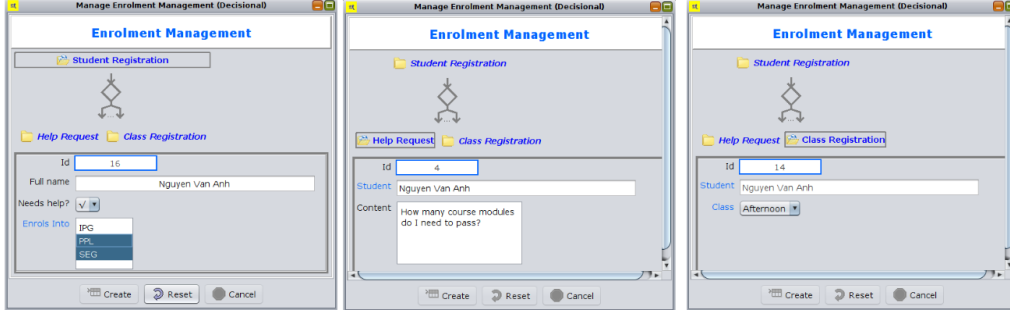 Manage Enrolment Management (Decisional)
Enrolment Management
Student Registration
...
Help Request Class Registration
Id 16
Full name Nguyen Van Anh
Needs help? √
Enrols Into IPG
PPL
SEG
Create Reset Cancel
Manage Enrolment Management (Decisional)
Enrolment Management
Student Registration
...
Help Request Class Registration
Id 4
Student Nguyen Van Anh
Content How many course modules
do I need to pass?
Create Reset Cancel
Manage Enrolment Management (Decisional)
Enrolment Management
Student Registration
...
Help Request Class Registration
Id 14
Student Nguyen Van Anh
Class Afternoon
Create Reset Cancel